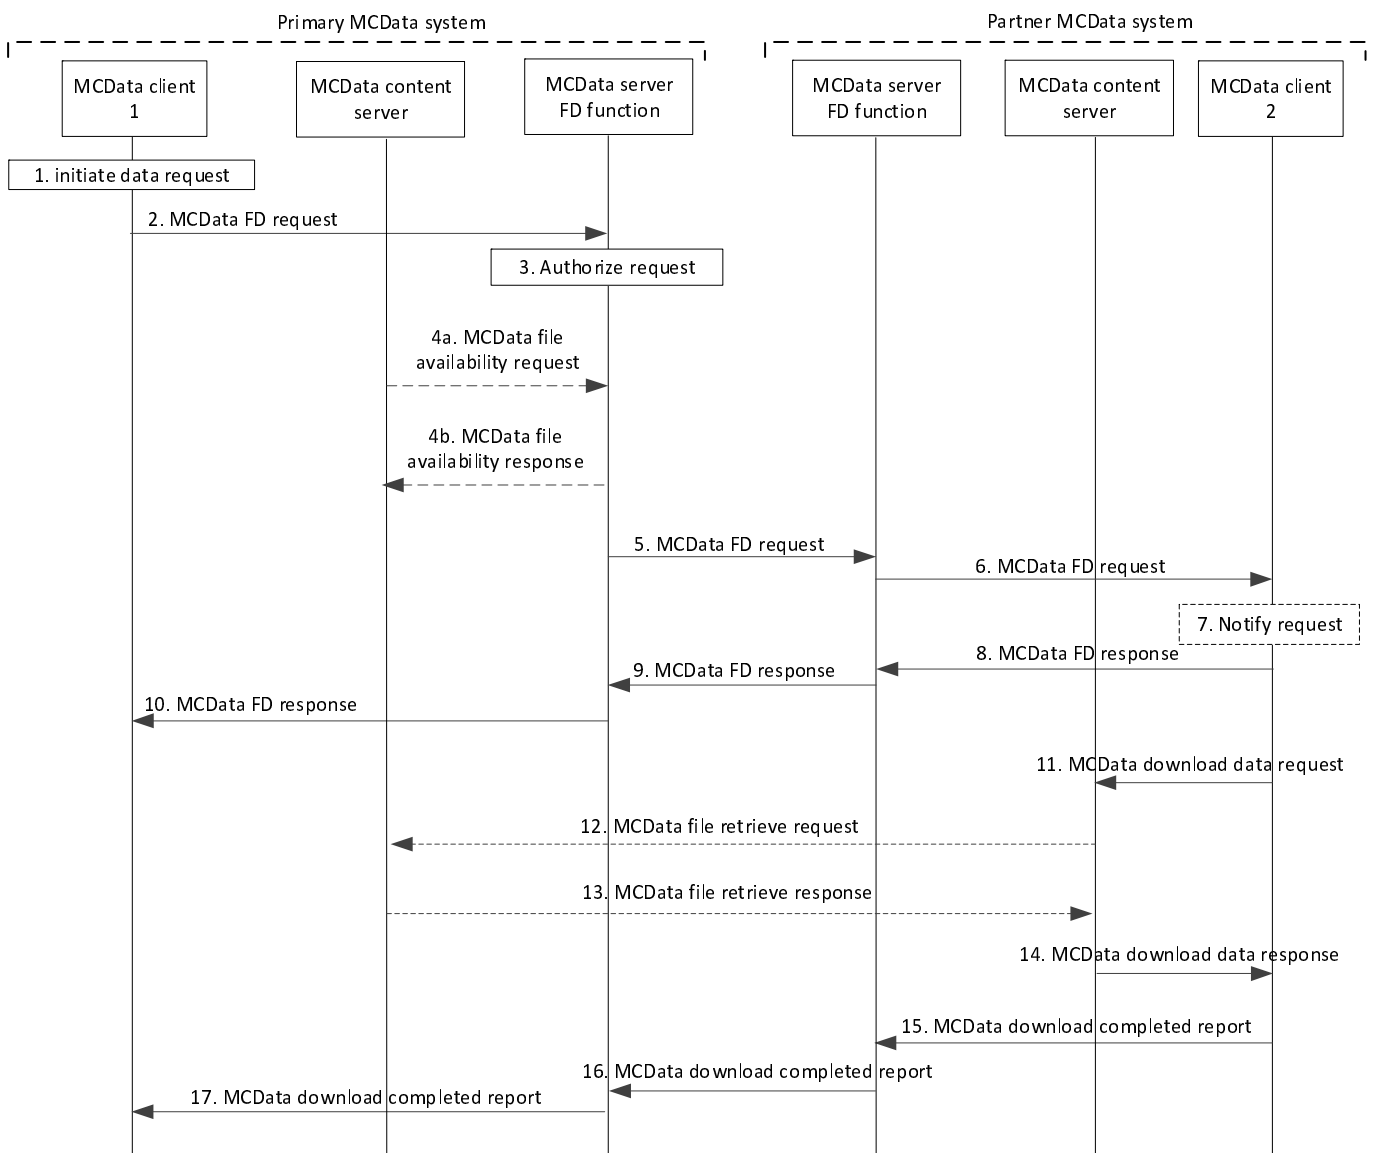 Primary MCData system
Partner MCData system
MCData client
1
MCData content
server
MCData server
FD function
MCData server
FD function
MCData content
server
MCData client
2
1. initiate data request
2. MCData FD request
3. Authorize request
4a. MCData file
availability request
4b. MCData file
availability response
5. MCData FD request
6. MCData FD request
7. Notify request
8. MCData FD response
9. MCData FD response
10. MCData FD response
11. MCData download data request
12. MCData file retrieve request
13. MCData file retrieve response
14. MCData download data response
15. MCData download completed report
16. MCData download completed report
17. MCData download completed report